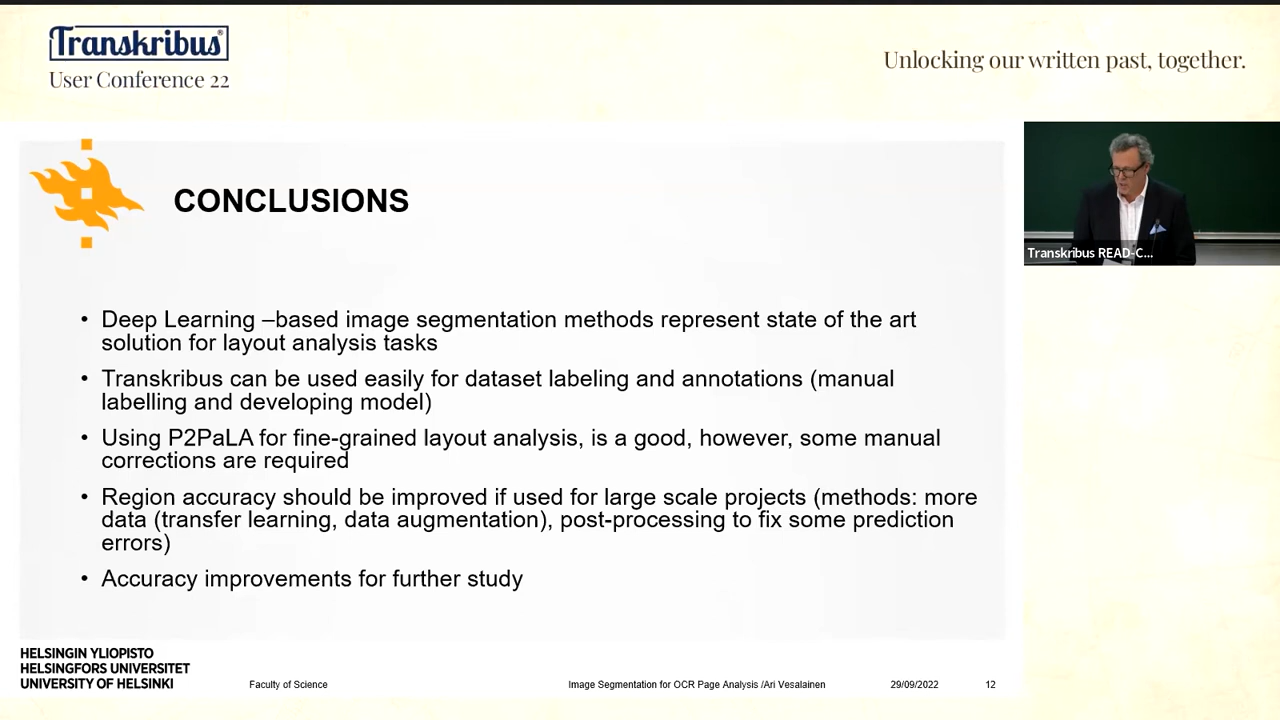 Transkribus®
User Conference 22
Unlocking our written past, together.
Transkribus READ-C...
CONCLUSIONS
• Deep Learning –based image segmentation methods represent state of the art
solution for layout analysis tasks
• Transkribus can be used easily for dataset labeling and annotations (manual
labelling and developing model)
• Using P2PaLA for fine-grained layout analysis, is a good, however, some manual
corrections are required
• Region accuracy should be improved if used for large scale projects (methods: more
data (transfer learning, data augmentation), post-processing to fix some prediction
errors)
• Accuracy improvements for further study
HELSINGIN YLIOPISTO
HELSINGFORS UNIVERSITET
UNIVERSITY OF HELSINKI
Faculty of Science
Image Segmentation for OCR Page Analysis /Ari Vesalainen
29/09/2022
12